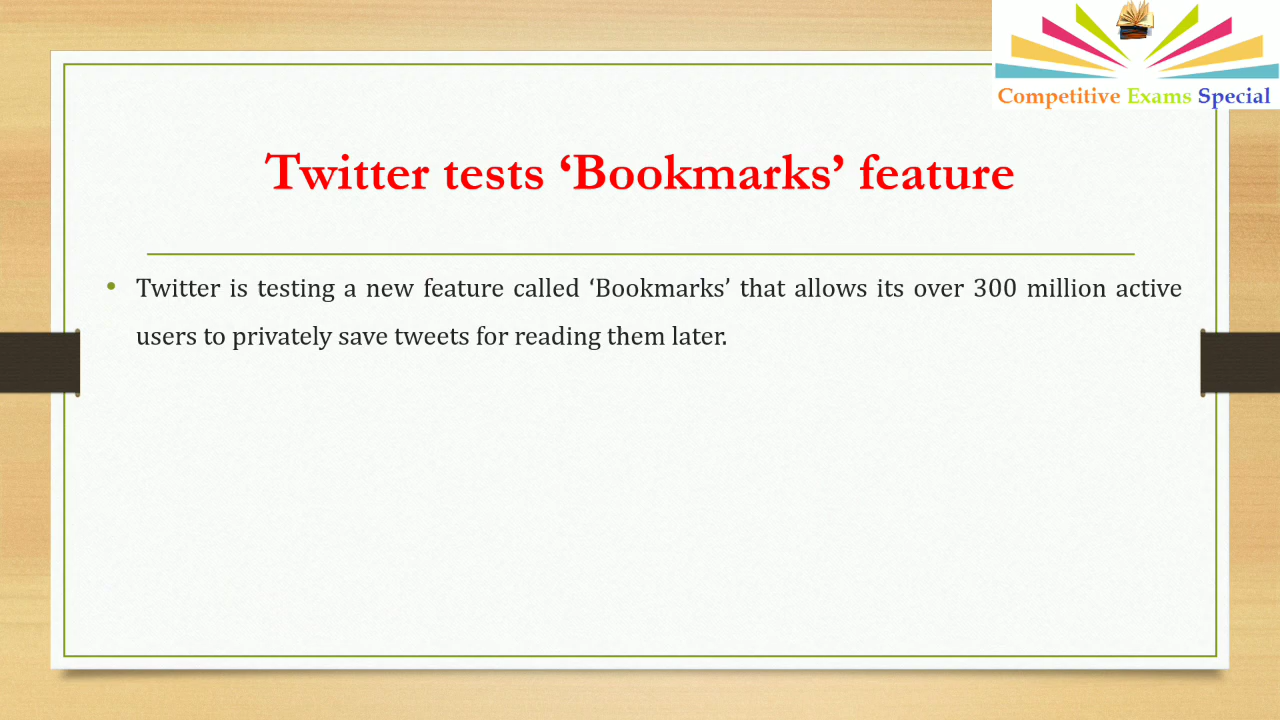 Competitive Exams Special
Twitter tests ‘Bookmarks’ feature
• Twitter is testing a new feature called ‘Bookmarks’ that allows its over 300 million active
users to privately save tweets for reading them later.